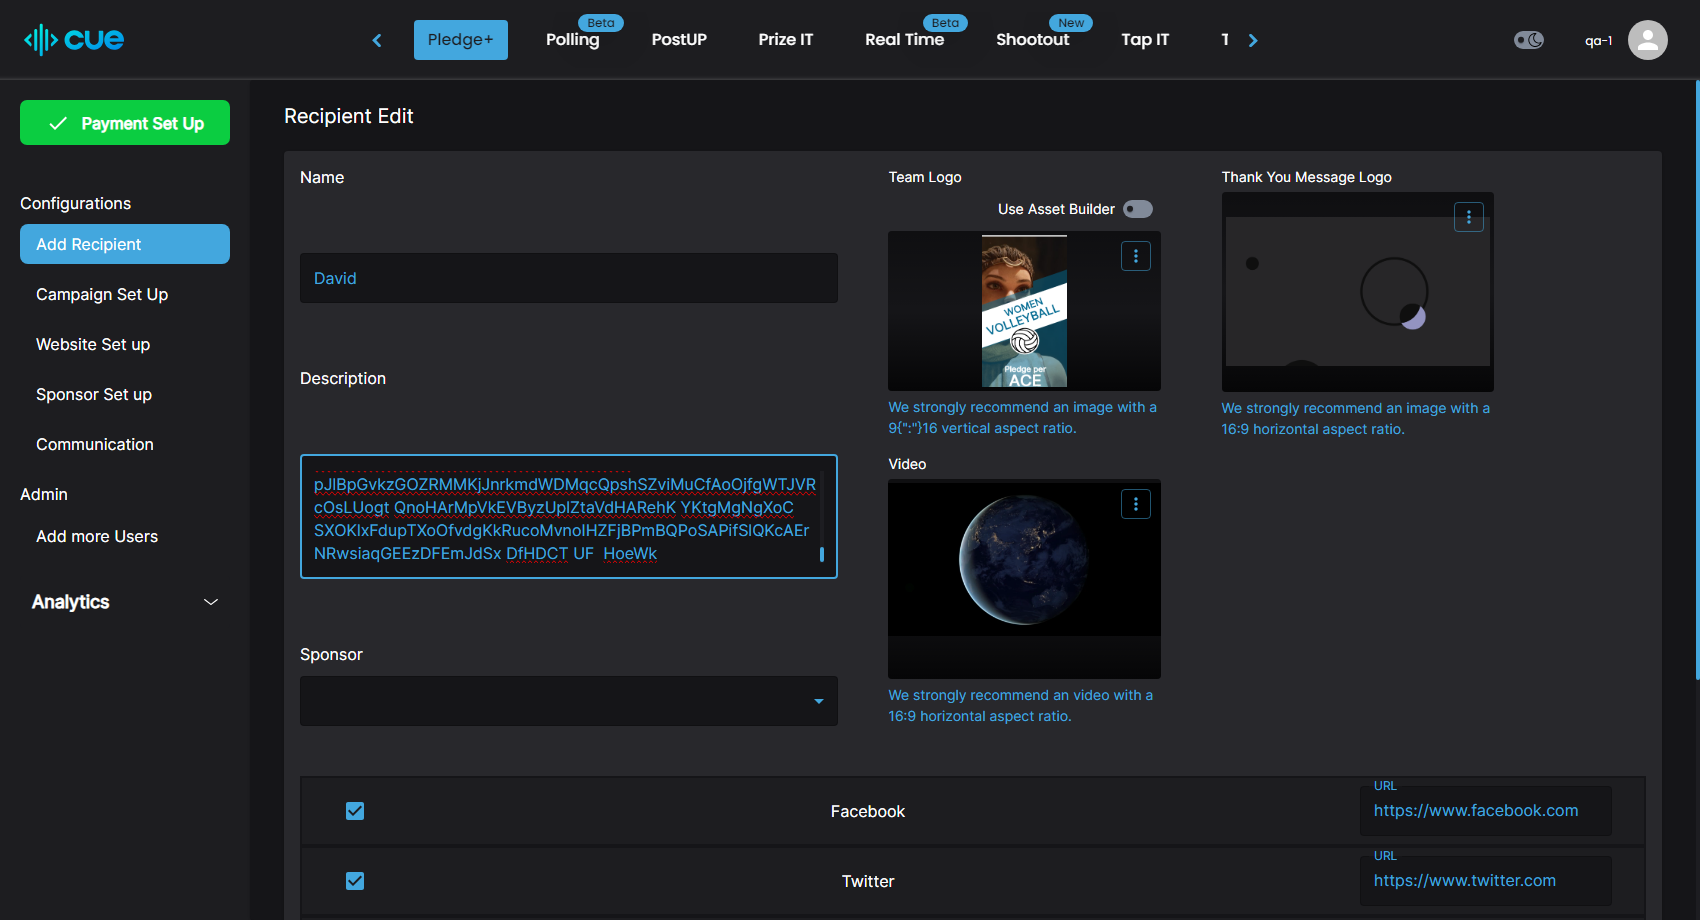 cue
Pledge+
Beta
Polling
PostUP
Prize IT
Beta
Real Time
New
Shootout
Tap IT
T
qa-1
Payment Set Up
Configurations
Add Recipient
Campaign Set Up
Website Set up
Sponsor Set up
Communication
Admin
Add more Users
Analytics
Recipient Edit
Name
David
Description
pJlBpGvkzGOZRMMKjJnrkmdWDMqcQpshSZviMuCfAoOjfgWTJVR
cOsLUogt QnoHArMpVkEVByzUplZtaVdHARehK YKtgMgNgXoC
SXOKlxFdupTXoOfvdgKkRucoMvnolHZFjBPmBQPoSAPifSlQKcAEr
NRwsiaqGEEzDFEmJdSx DfHDCT UF  HoeWk
Sponsor
Team Logo
Use Asset Builder
WOMEN
VOLLEYBALL
Pledge per
ACE
We strongly recommend an image with a
9{":"}16 vertical aspect ratio.
Video
We strongly recommend an video with a
16:9 horizontal aspect ratio.
Thank You Message Logo
We strongly recommend an image with a
16:9 horizontal aspect ratio.
Facebook
URL
https://www.facebook.com
Twitter
URL
https://www.twitter.com